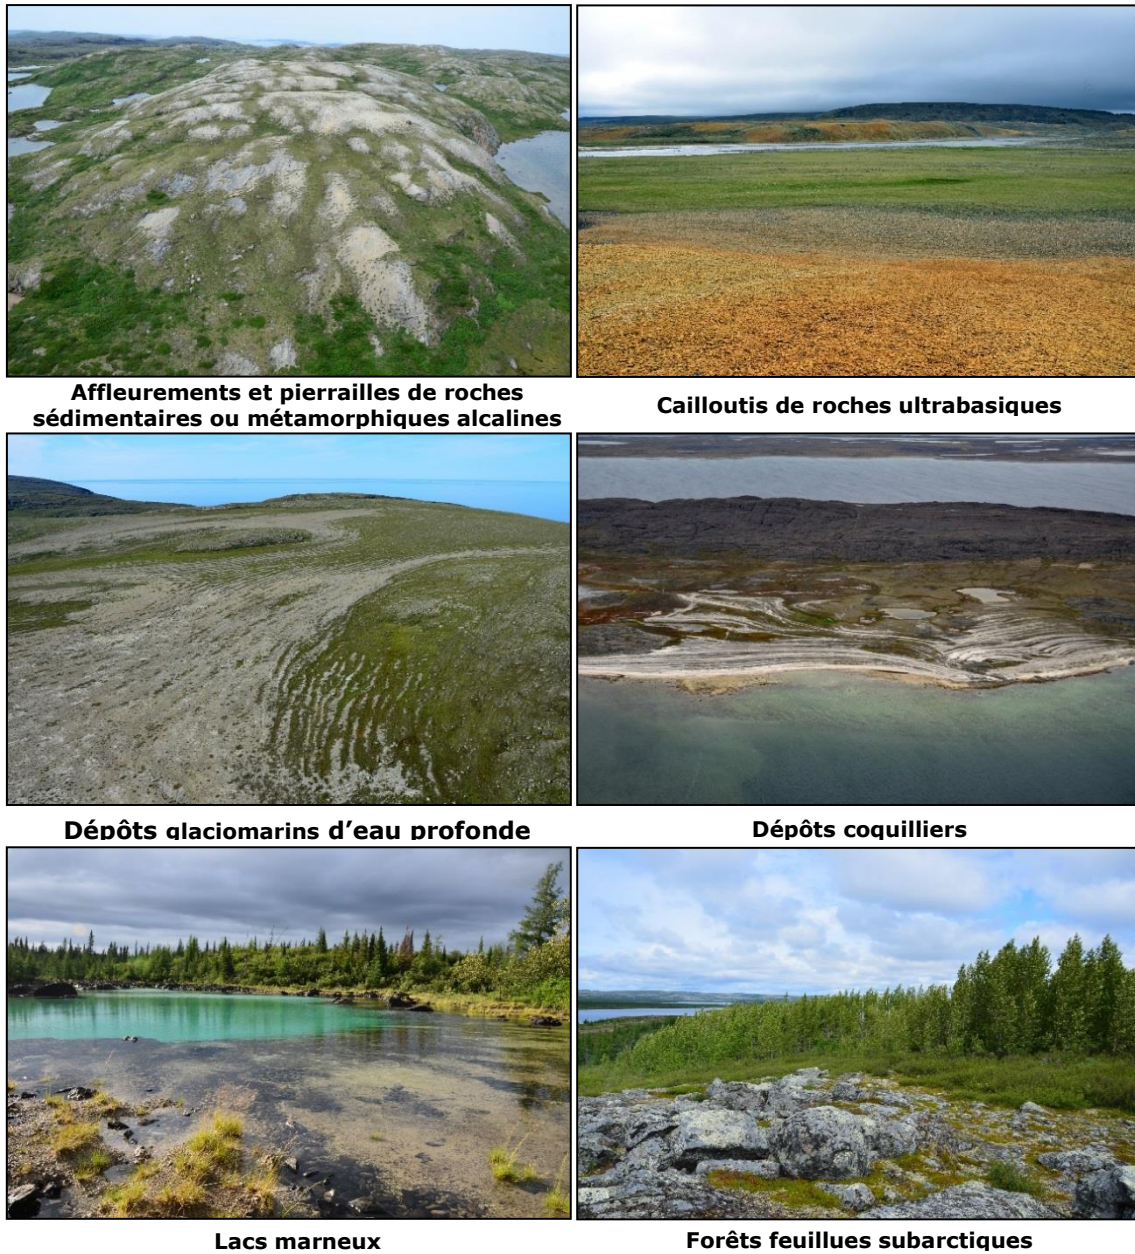 Affleurements et pierrailles de roches
sédimentaires ou métamorphiques alcalines
Cailloutis de roches ultrabasiques
Dépôts glaciomarins d'eau profonde
Dépôts coquilliers
Lacs marneux
Forêts feuillues subarctiques